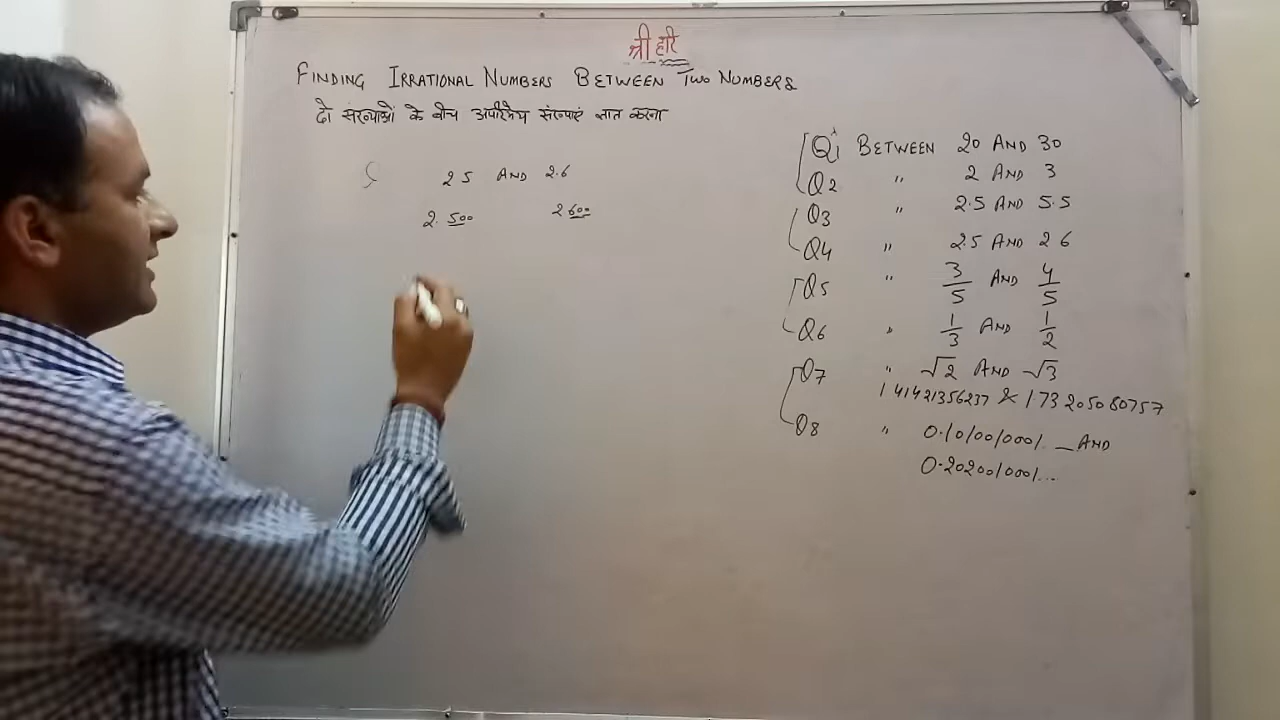 श्री हरि
FINDING IRRATIONAL NUMBERS BETWEEN TWO NUMBERS
दो संख्याओं के बीच अपरिमेय संख्याएं ज्ञात करना
2.5 AND 2.6
2.500 2.600
Q1 BETWEEN 20 AND 30
Q2 " 2 AND 3
Q3 " 2.5 AND 5.5
Q4 " 2.5 AND 2.6
Q5 " 3/5 AND 4/5
Q6 " 1/3 AND 1/2
Q7 " √2 AND √3
1.41421356237 & 1.73205080757
Q8 " 0.1010010001... AND
0.2020010001...